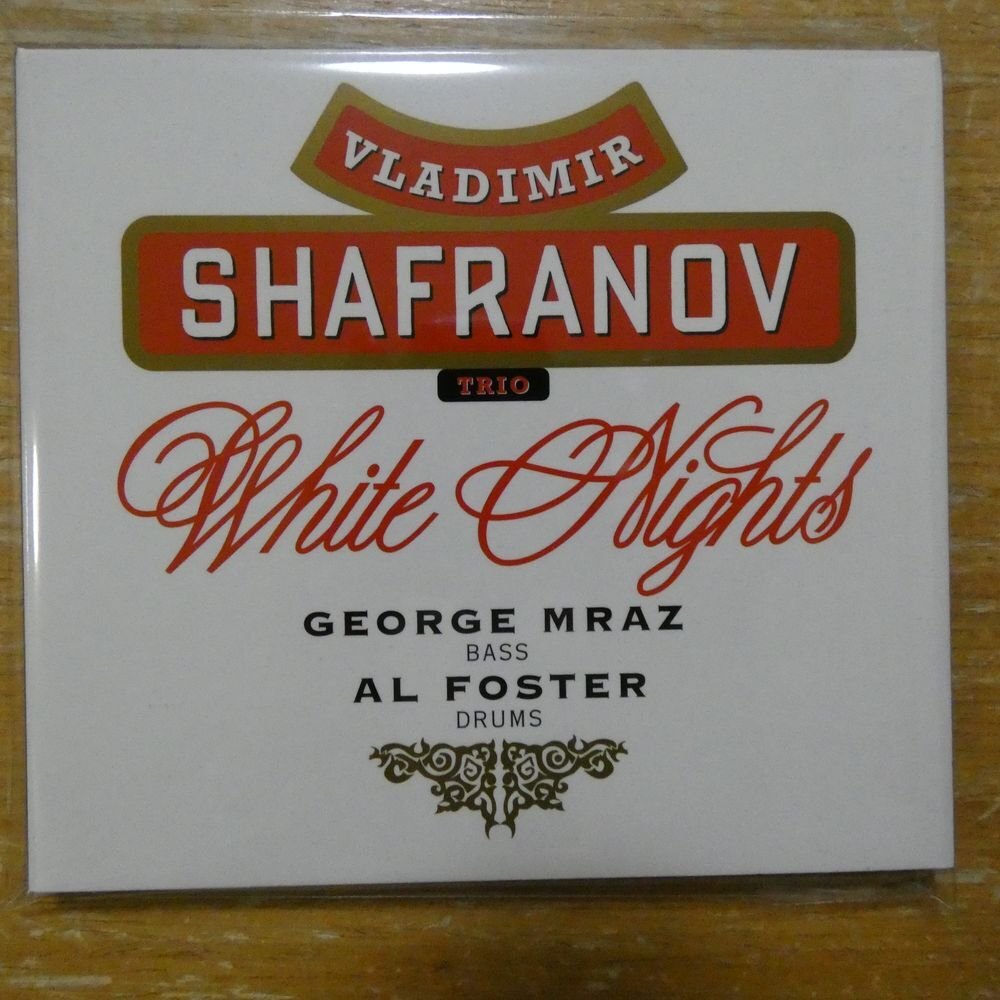 VLADIMIR
SHAFRANOV
TRIO
White Nights
GEORGE MRAZ
BASS
AL FOSTER
DRUMS